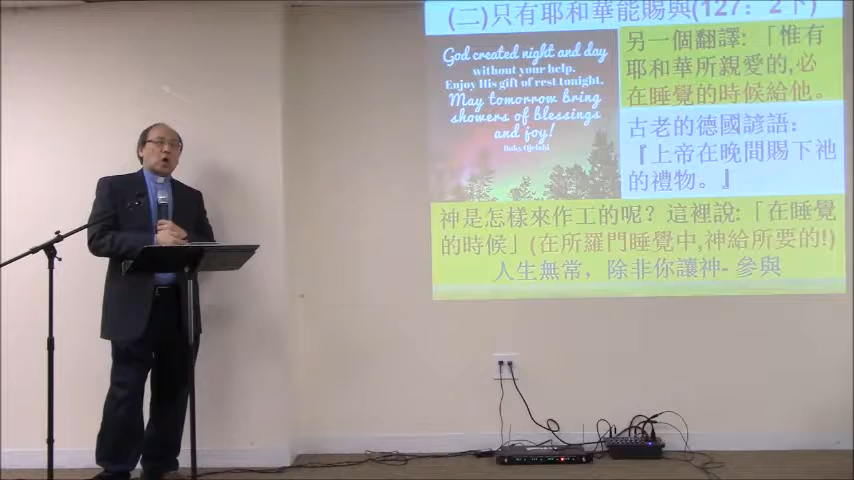 (二)只有耶和華能賜與(127: 2下)
God created night and day
without your help.
Enjoy His gift of rest tonight.
May tomorrow bring
showers of blessings
and joy!
另一個翻譯:「惟有
耶和華所親愛的,必
在睡覺的時候給他。
古老的德國諺語:
『上帝在晚間賜下祂
的禮物。』
神是怎樣來作工的呢?這裡說:「在睡覺
的時候」(在所羅門睡覺中,神給所要的!)
人生無常,除非你讓神-參與